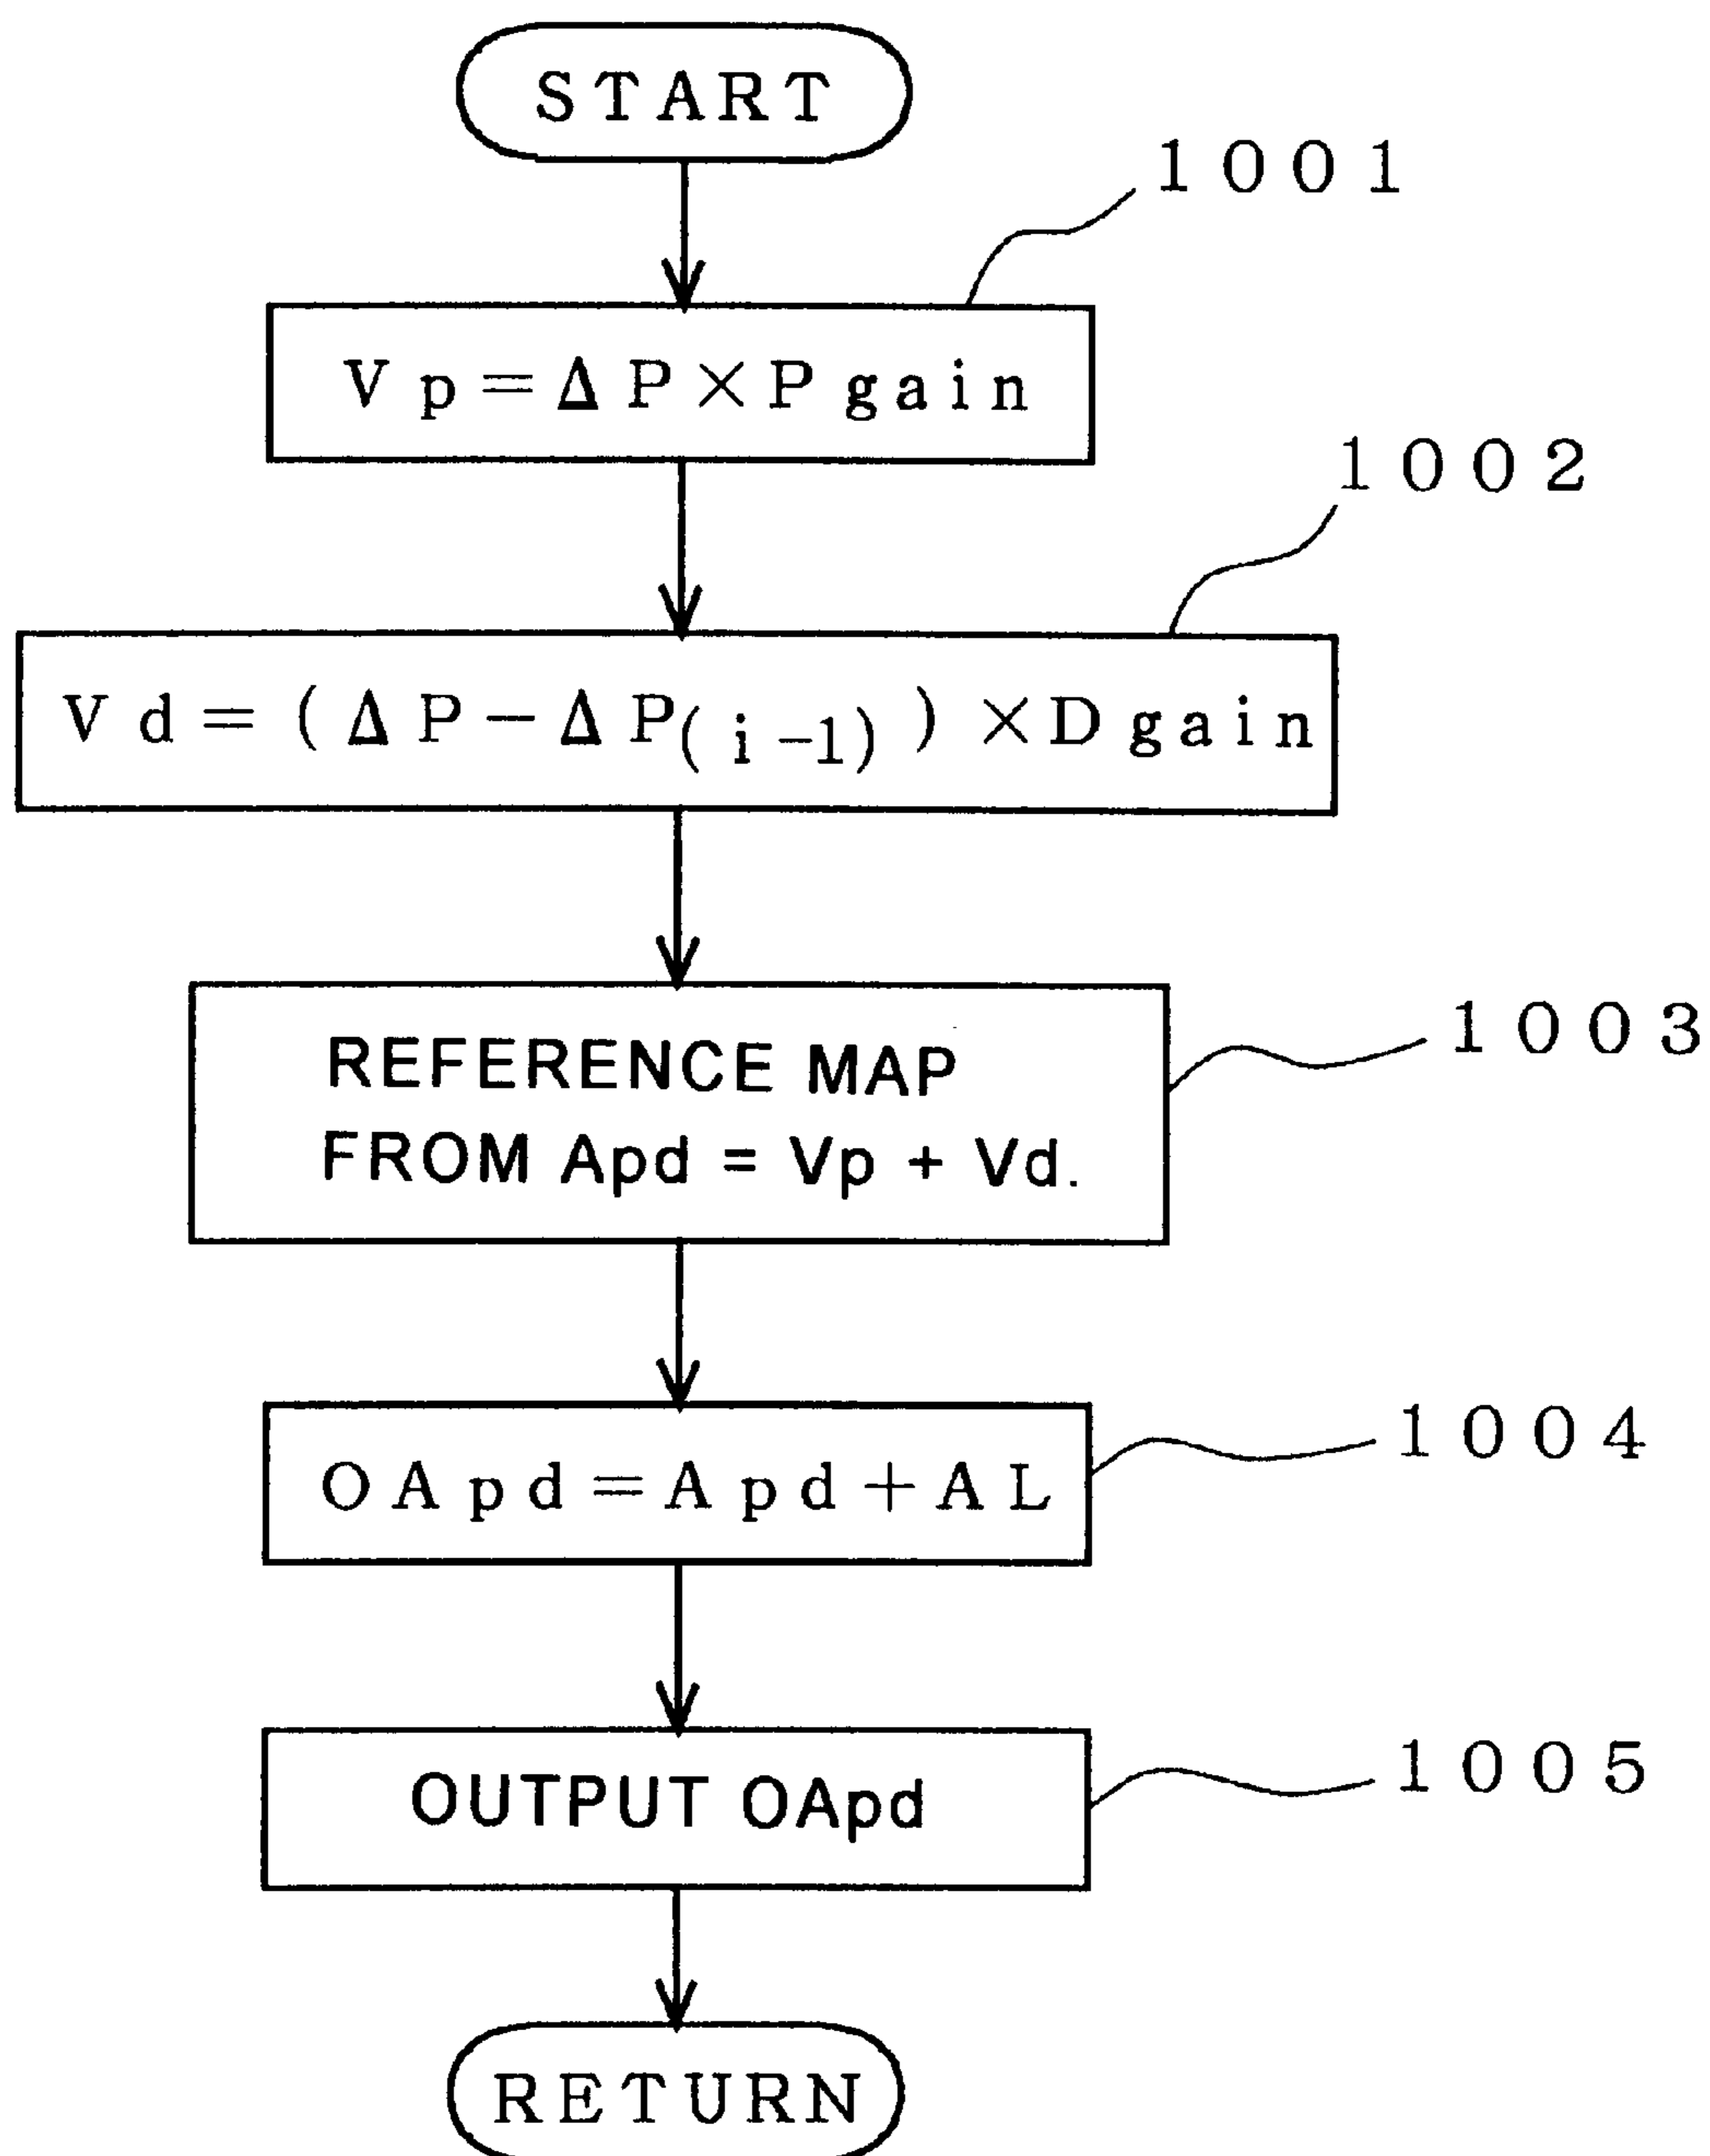 START
1001
Vp=ΔP×Pgain
1002
Vd=(ΔP-ΔP(i-1))×Dgain
1003
REFERENCE MAP
FROM Apd = Vp + Vd.
1004
OApd=Apd+AL
1005
OUTPUT OApd
RETURN